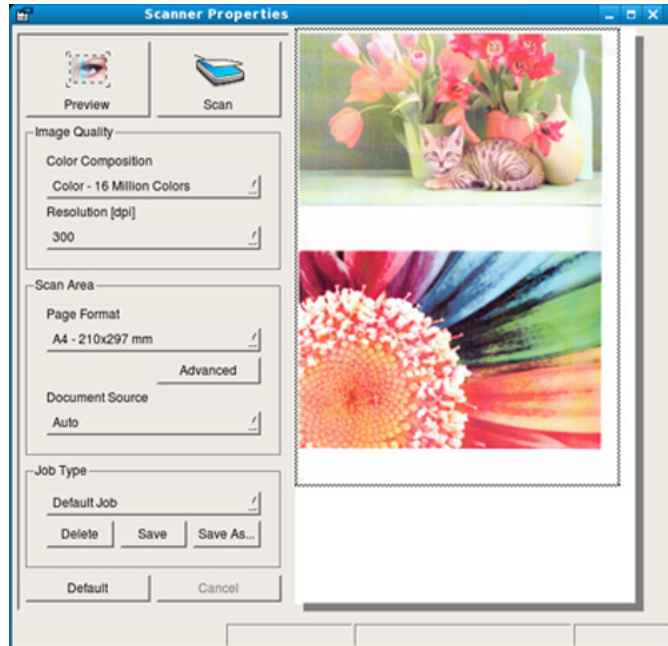 Scanner Properties
Preview Scan
Image Quality
Color Composition
Color - 16 Million Colors
Resolution [dpi]
300
Scan Area
Page Format
A4 - 210x297 mm
Advanced
Document Source
Auto
Job Type
Default Job
Delete Save Save As...
Default Cancel